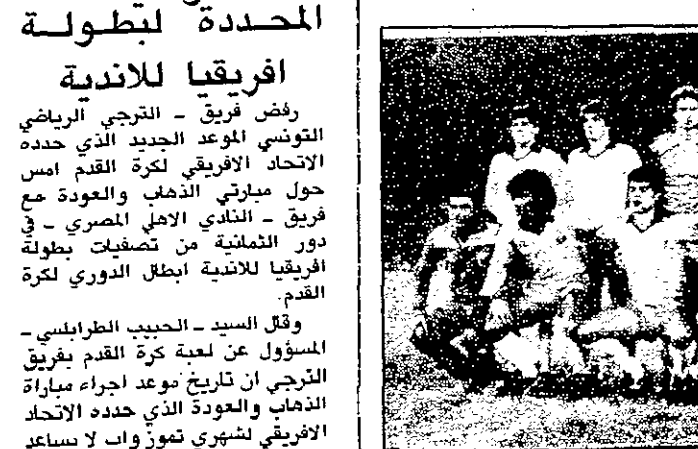 المحددة لبطولة
افريقيا للاندية
رفض فريق ـ الترجي الرياضي
التونسي الموعد الجديد الذي حدده
الاتحاد الافريقي لكرة القدم امس
حول مبارتي الذهاب والعودة مع
فريق ـ النادي الاهلي المصري ـ في
دور الثمانية من تصفيات بطولة
افريقيا للاندية ابطال الدوري لكرة
القدم.
وقال السيد ـ الحبيب الطرابلسي ـ
المسؤول عن لعبة كرة القدم بفريق
الترجي ان تاريخ موعد اجراء مباراة
الذهاب والعودة الذي حدده الاتحاد
الافريقي لشهري تموز واب لا يساعد